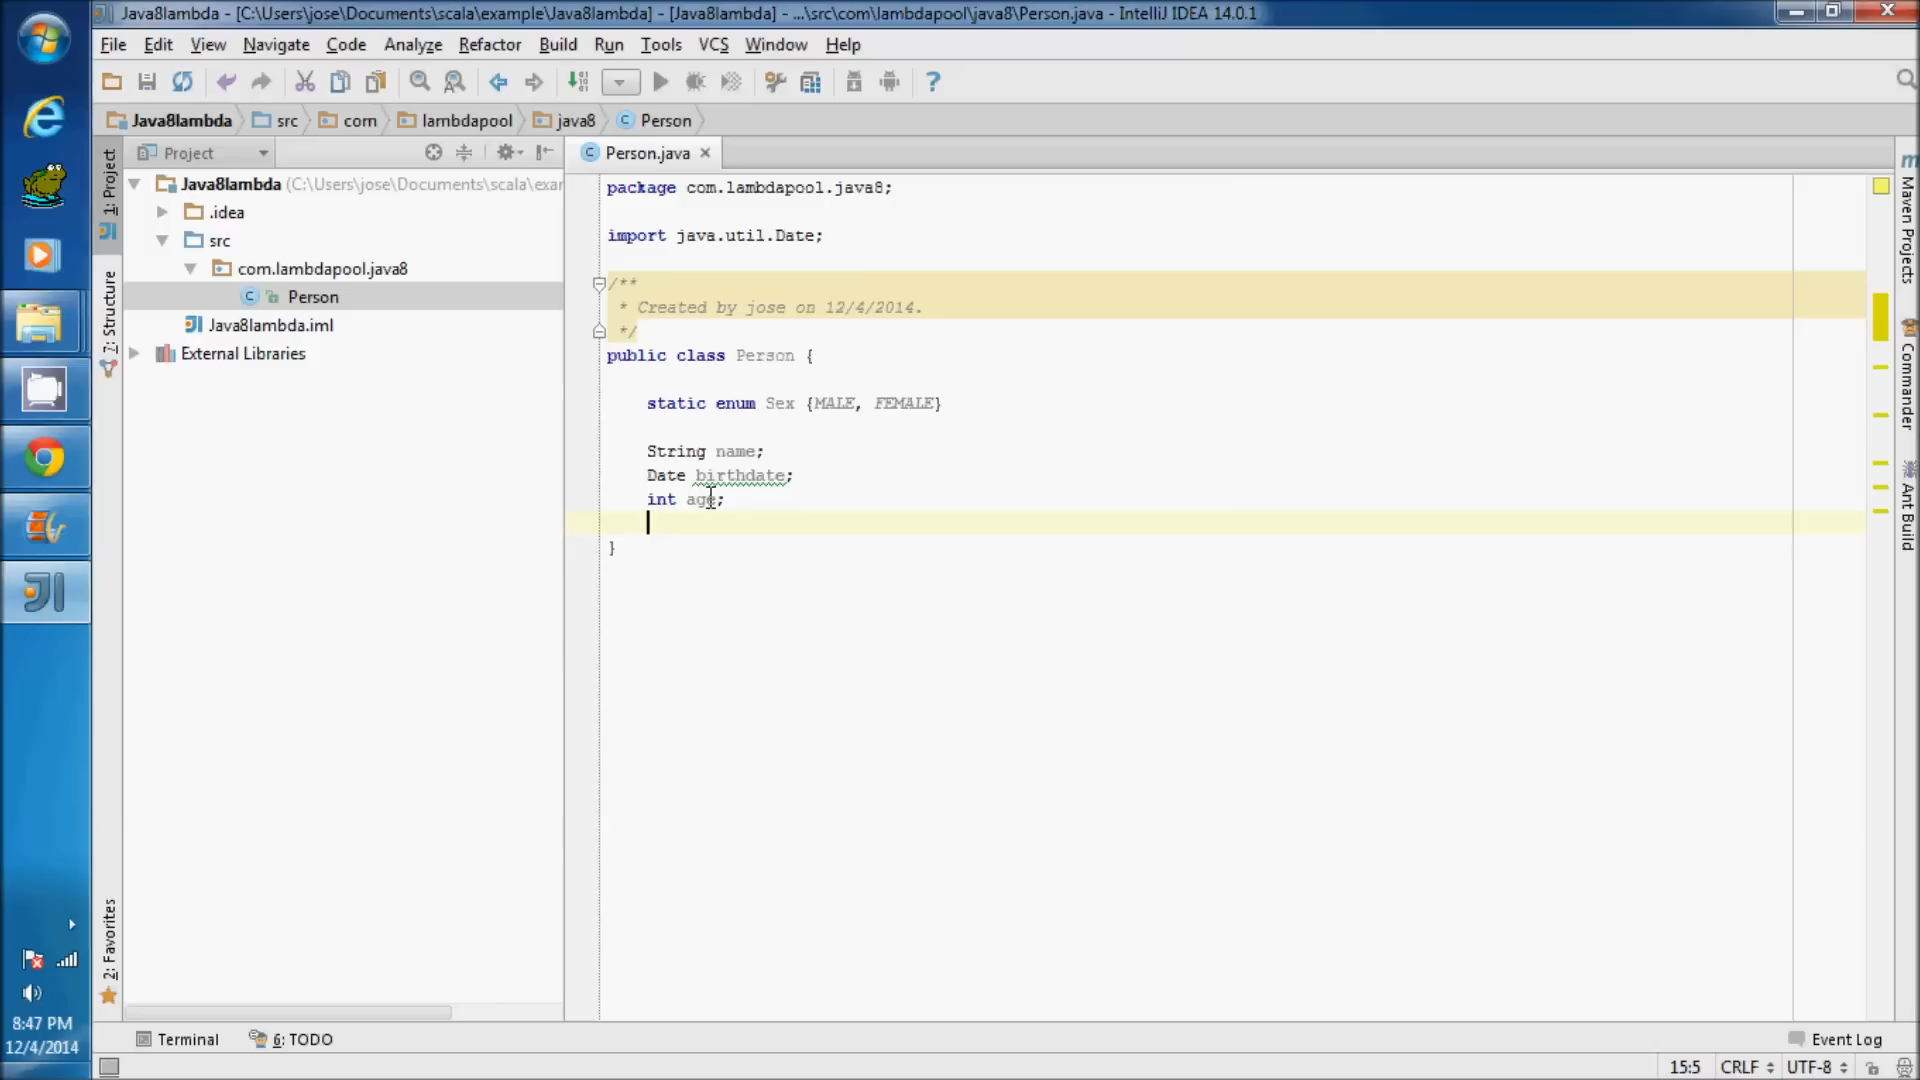 Java8lambda - [C:\Users\jose\Documents\scala\example\Java8lambda] - [Java8lambda] - ...\src\com\lambdapool\java8\Person.java - IntelliJ IDEA 14.0.1
File Edit View Navigate Code Analyze Refactor Build Run Tools VCS Window Help
Java8lambda src com lambdapool java8 Person
Project
Person.java
1: Project
7: Structure
2: Favorites
Java8lambda (C:\Users\jose\Documents\scala\exar
.idea
src
com.lambdapool.java8
Person
Java8lambda.iml
External Libraries
package com.lambdapool.java8;
import java.util.Date;
/**
* Created by jose on 12/4/2014.
*/
public class Person {
static enum Sex {MALE, FEMALE}
String name;
Date birthdate;
int age;
}
Maven Projects
Commander
Ant Build
Terminal 6: TODO Event Log
15:5 CRLF UTF-8
8:47 PM
12/4/2014